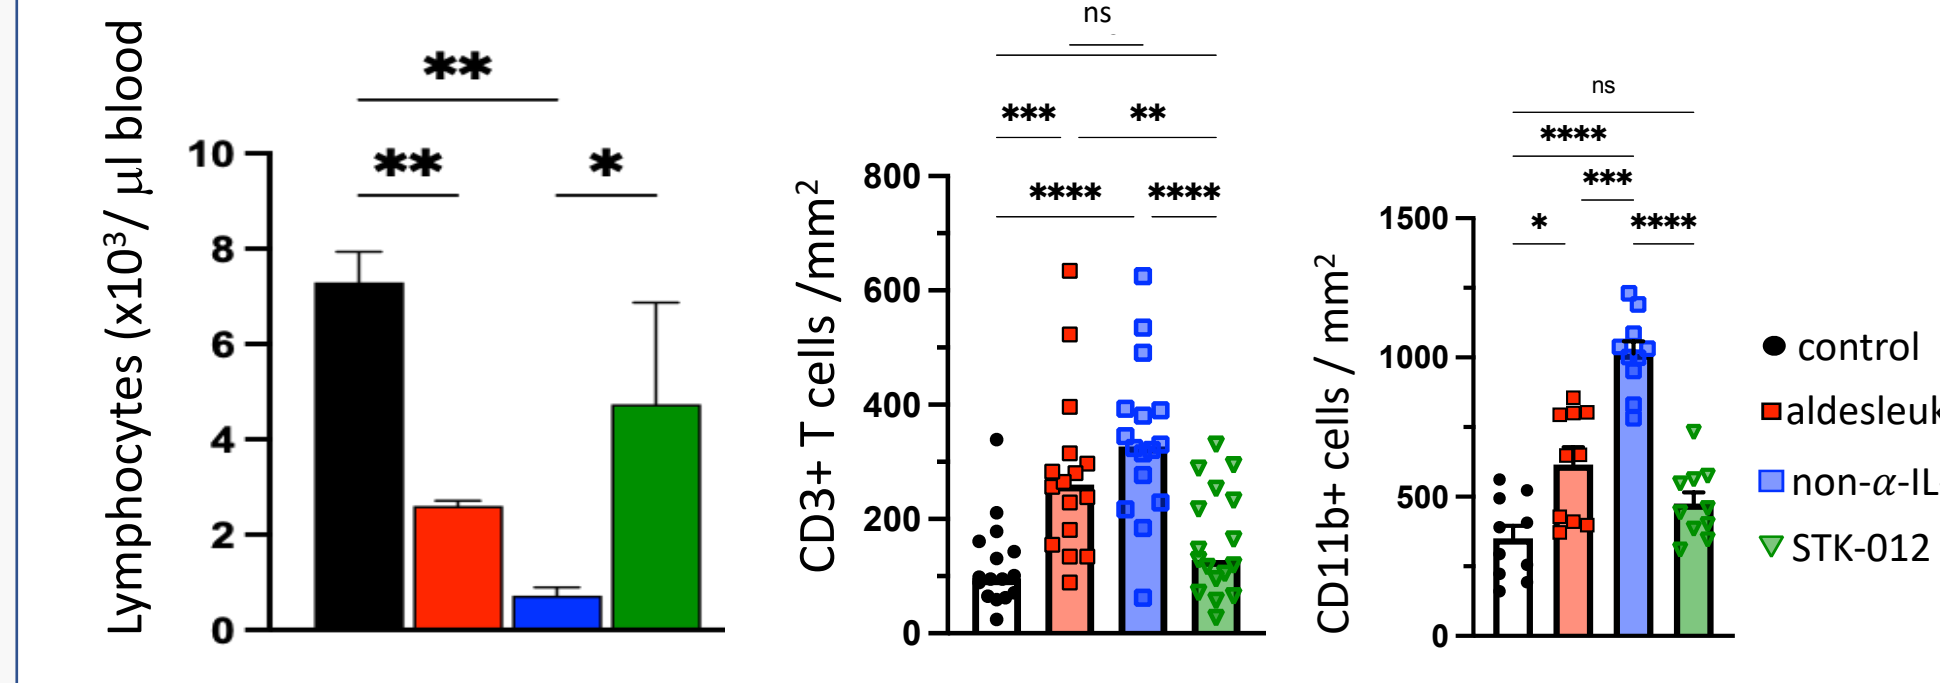 Lymphocytes (x10³/ µl blood
**
**
*
10
8
6
4
2
0
CD3+ T cells /mm²
ns
***
**
****
****
800
600
400
200
0
CD11b+ cells / mm²
ns
****
***
*
****
1500
1000
500
0
control
aldesleuk
non-α-IL
STK-012